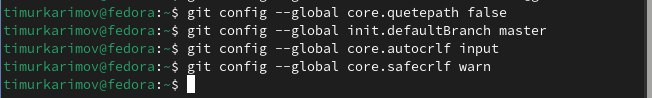 timurkarimov@fedora:~$ git config --global core.quetepath false
timurkarimov@fedora:~$ git config --global init.defaultBranch master
timurkarimov@fedora:~$ git config --global core.autocrlf input
timurkarimov@fedora:~$ git config --global core.safecrlf warn
timurkarimov@fedora:~$